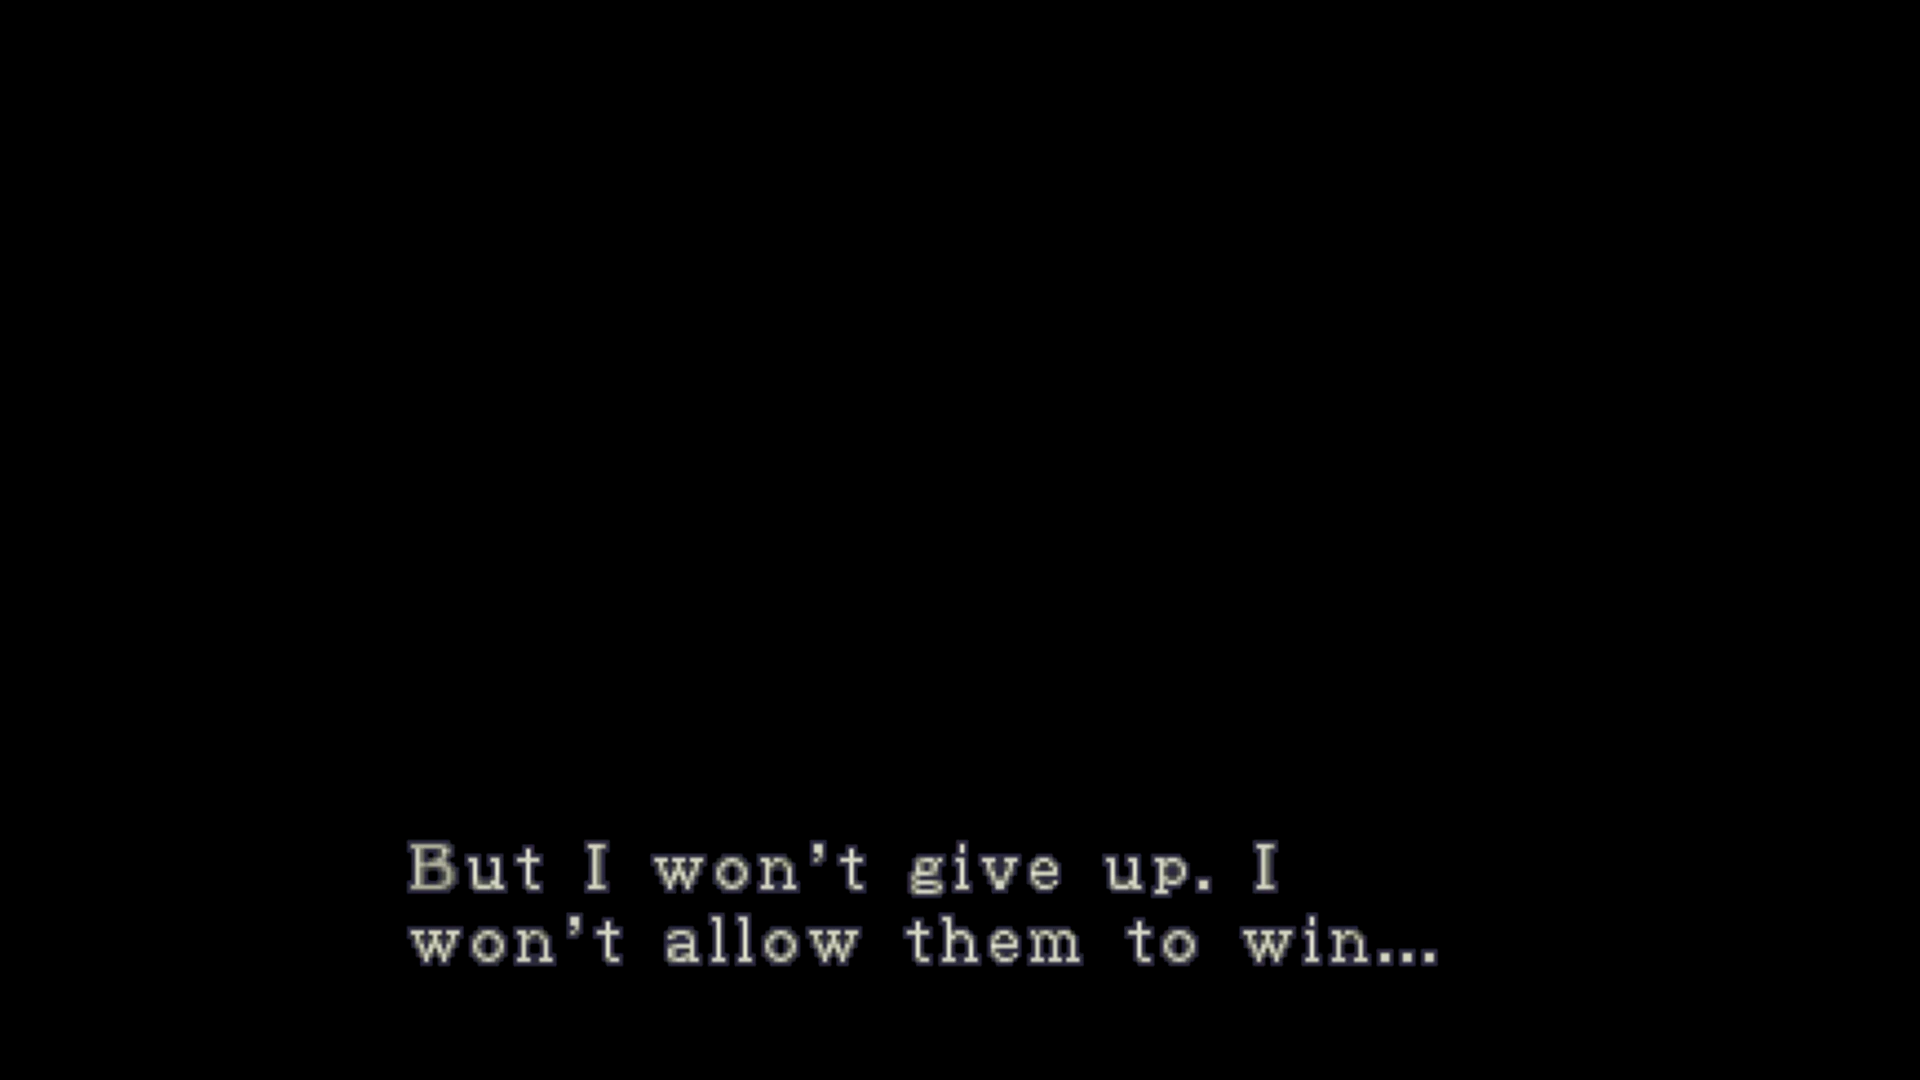 But I won’t give up. I
won’t allow them to win...